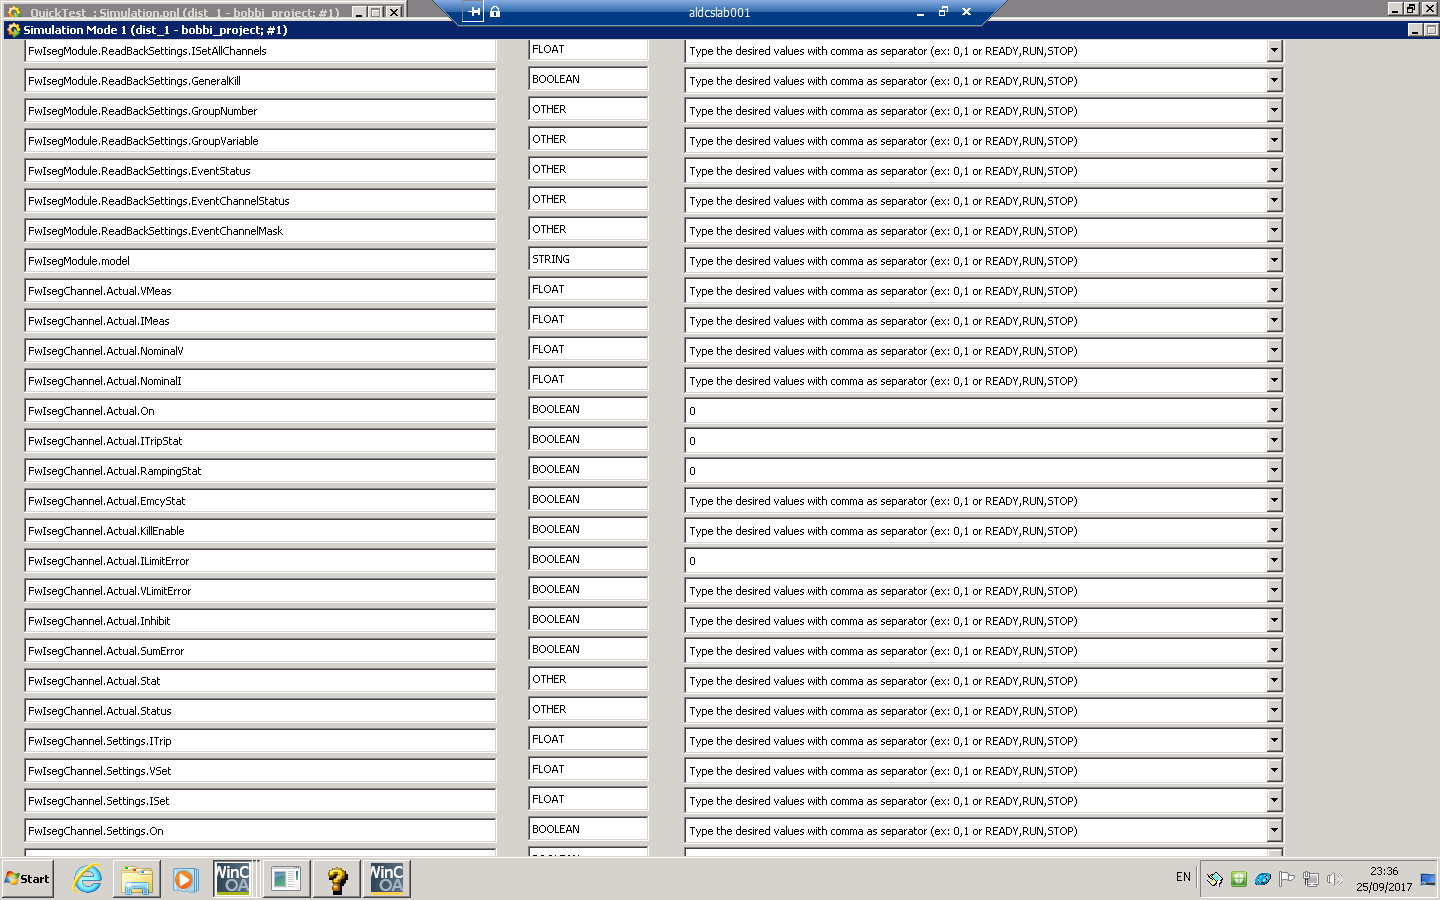 QuickTest_: Simulation.pnl (dist_1 - bobbi_project; #1)
aldcslab001
Simulation Mode 1 (dist_1 - bobbi_project; #1)
FwIsegModule.ReadBackSettings.ISetAllChannels FLOAT Type the desired values with comma as separator (ex: 0,1 or READY,RUN,STOP)
FwIsegModule.ReadBackSettings.GeneralKill BOOLEAN Type the desired values with comma as separator (ex: 0,1 or READY,RUN,STOP)
FwIsegModule.ReadBackSettings.GroupNumber OTHER Type the desired values with comma as separator (ex: 0,1 or READY,RUN,STOP)
FwIsegModule.ReadBackSettings.GroupVariable OTHER Type the desired values with comma as separator (ex: 0,1 or READY,RUN,STOP)
FwIsegModule.ReadBackSettings.EventStatus OTHER Type the desired values with comma as separator (ex: 0,1 or READY,RUN,STOP)
FwIsegModule.ReadBackSettings.EventChannelStatus OTHER Type the desired values with comma as separator (ex: 0,1 or READY,RUN,STOP)
FwIsegModule.ReadBackSettings.EventChannelMask OTHER Type the desired values with comma as separator (ex: 0,1 or READY,RUN,STOP)
FwIsegModule.model STRING Type the desired values with comma as separator (ex: 0,1 or READY,RUN,STOP)
FwIsegChannel.Actual.VMeas FLOAT Type the desired values with comma as separator (ex: 0,1 or READY,RUN,STOP)
FwIsegChannel.Actual.IMeas FLOAT Type the desired values with comma as separator (ex: 0,1 or READY,RUN,STOP)
FwIsegChannel.Actual.NominalV FLOAT Type the desired values with comma as separator (ex: 0,1 or READY,RUN,STOP)
FwIsegChannel.Actual.NominalI FLOAT Type the desired values with comma as separator (ex: 0,1 or READY,RUN,STOP)
FwIsegChannel.Actual.On BOOLEAN 0
FwIsegChannel.Actual.ITripStat BOOLEAN 0
FwIsegChannel.Actual.RampingStat BOOLEAN 0
FwIsegChannel.Actual.EmcyStat BOOLEAN Type the desired values with comma as separator (ex: 0,1 or READY,RUN,STOP)
FwIsegChannel.Actual.KillEnable BOOLEAN Type the desired values with comma as separator (ex: 0,1 or READY,RUN,STOP)
FwIsegChannel.Actual.ILimitError BOOLEAN 0
FwIsegChannel.Actual.VLimitError BOOLEAN Type the desired values with comma as separator (ex: 0,1 or READY,RUN,STOP)
FwIsegChannel.Actual.Inhibit BOOLEAN Type the desired values with comma as separator (ex: 0,1 or READY,RUN,STOP)
FwIsegChannel.Actual.SumError BOOLEAN Type the desired values with comma as separator (ex: 0,1 or READY,RUN,STOP)
FwIsegChannel.Actual.Stat OTHER Type the desired values with comma as separator (ex: 0,1 or READY,RUN,STOP)
FwIsegChannel.Actual.Status OTHER Type the desired values with comma as separator (ex: 0,1 or READY,RUN,STOP)
FwIsegChannel.Settings.ITrip FLOAT Type the desired values with comma as separator (ex: 0,1 or READY,RUN,STOP)
FwIsegChannel.Settings.VSet FLOAT Type the desired values with comma as separator (ex: 0,1 or READY,RUN,STOP)
FwIsegChannel.Settings.ISet FLOAT Type the desired values with comma as separator (ex: 0,1 or READY,RUN,STOP)
FwIsegChannel.Settings.On BOOLEAN Type the desired values with comma as separator (ex: 0,1 or READY,RUN,STOP)
Start WinCC OA WinCC OA EN 23:36
25/09/2017